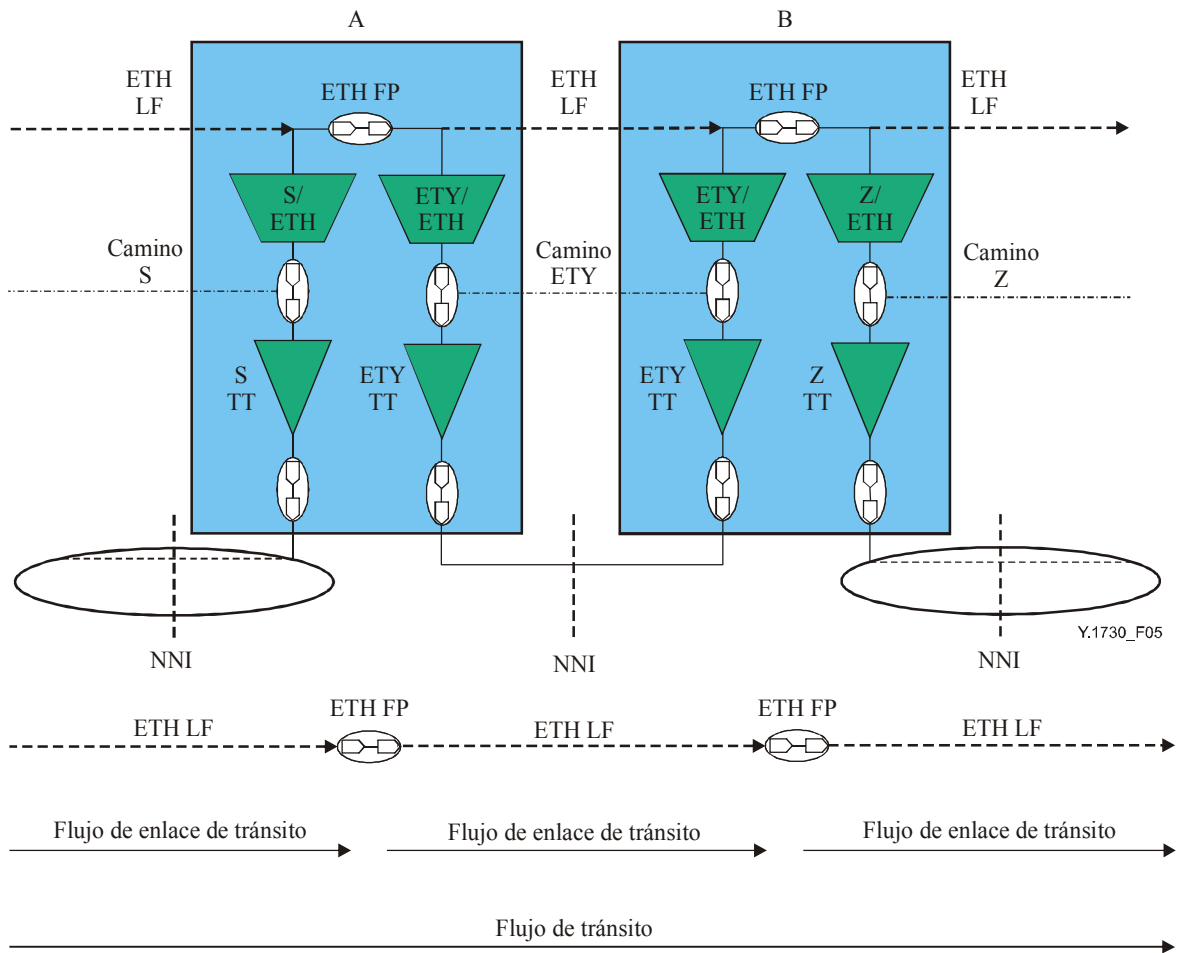 A
B
ETH
LF
ETH FP
ETH
LF
ETH FP
ETH
LF
S/
ETH
ETY/
ETH
ETY/
ETH
Z/
ETH
Camino
S
Camino
ETY
Camino
Z
S
TT
ETY
TT
ETY
TT
Z
TT
Y.1730_F05
NNI
NNI
NNI
ETH LF
ETH FP
ETH LF
ETH FP
ETH LF
Flujo de enlace de tránsito
Flujo de enlace de tránsito
Flujo de enlace de tránsito
Flujo de tránsito